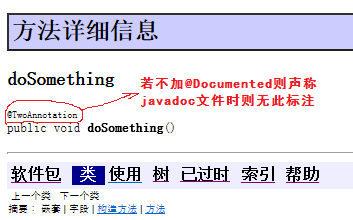 方法详细信息
doSomething
若不加@Documented则声称
javadoc文件时则无此标注
@TwoAnnotation
public void doSomething()
软件包 类 使用 树 已过时 索引 帮助
上一个类 下一个类
摘要： 嵌套 | 字段 | 构造方法 | 方法